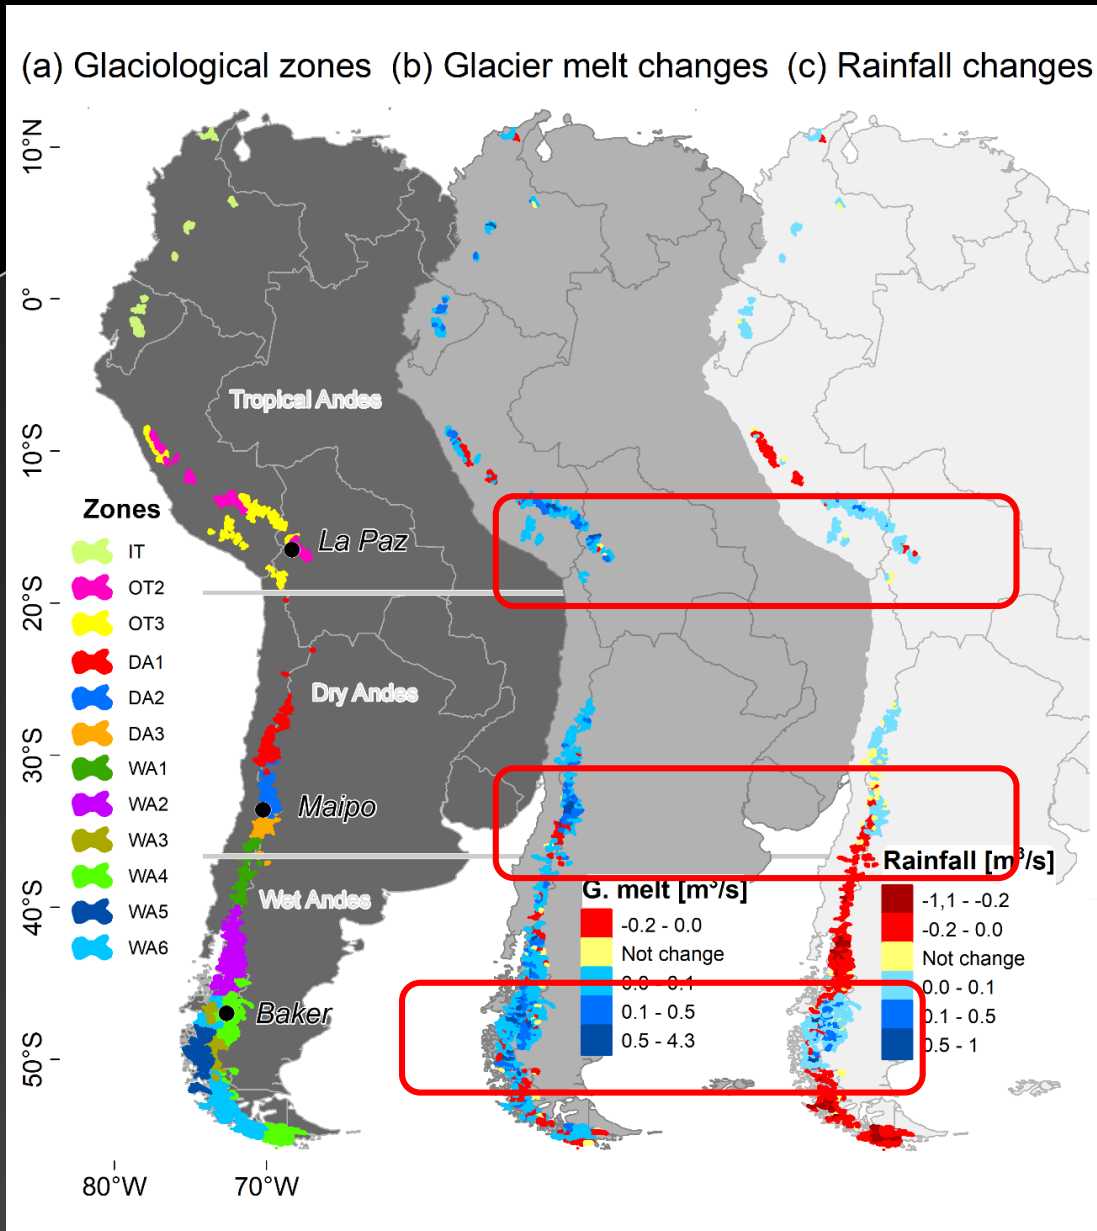 (a) Glaciological zones
(b) Glacier melt changes
(c) Rainfall changes
10°N
0°
10°S
20°S
30°S
40°S
50°S
80°W
70°W
Tropical Andes
La Paz
Dry Andes
Maipo
Wet Andes
Baker
Zones
IT
OT2
OT3
DA1
DA2
DA3
WA1
WA2
WA3
WA4
WA5
WA6
G. melt [m³/s]
-0.2 - 0.0
Not change
0.0 - 0.1
0.1 - 0.5
0.5 - 4.3
Rainfall [m³/s]
-1,1 - -0.2
-0.2 - 0.0
Not change
0.0 - 0.1
0.1 - 0.5
0.5 - 1